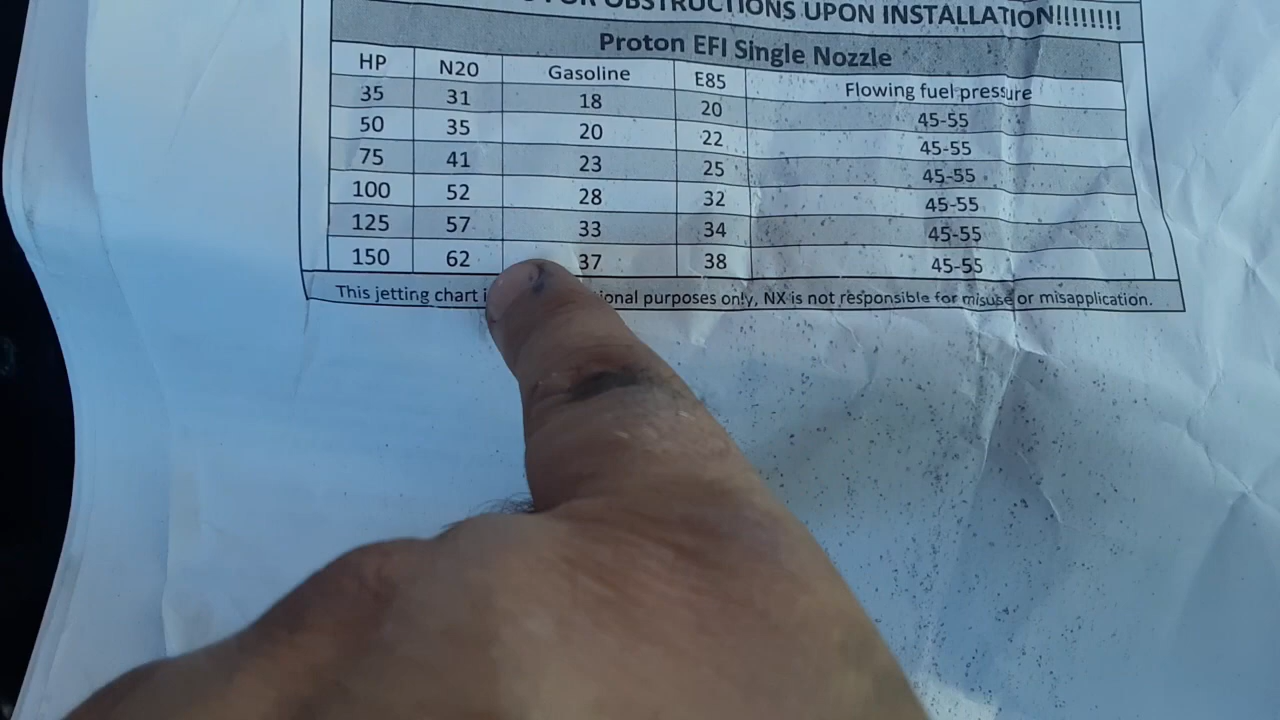 FOR OBSTRUCTIONS UPON INSTALLATION!!!!!!!!
Proton EFI Single Nozzle
HP N20 Gasoline E85 Flowing fuel pressure
35 31 18 20 45-55
50 35 20 22 45-55
75 41 23 25 45-55
100 52 28 32 45-55
125 57 33 34 45-55
150 62 37 38 45-55
This jetting chart purposes only, NX is not responsible for misuse or misapplication.